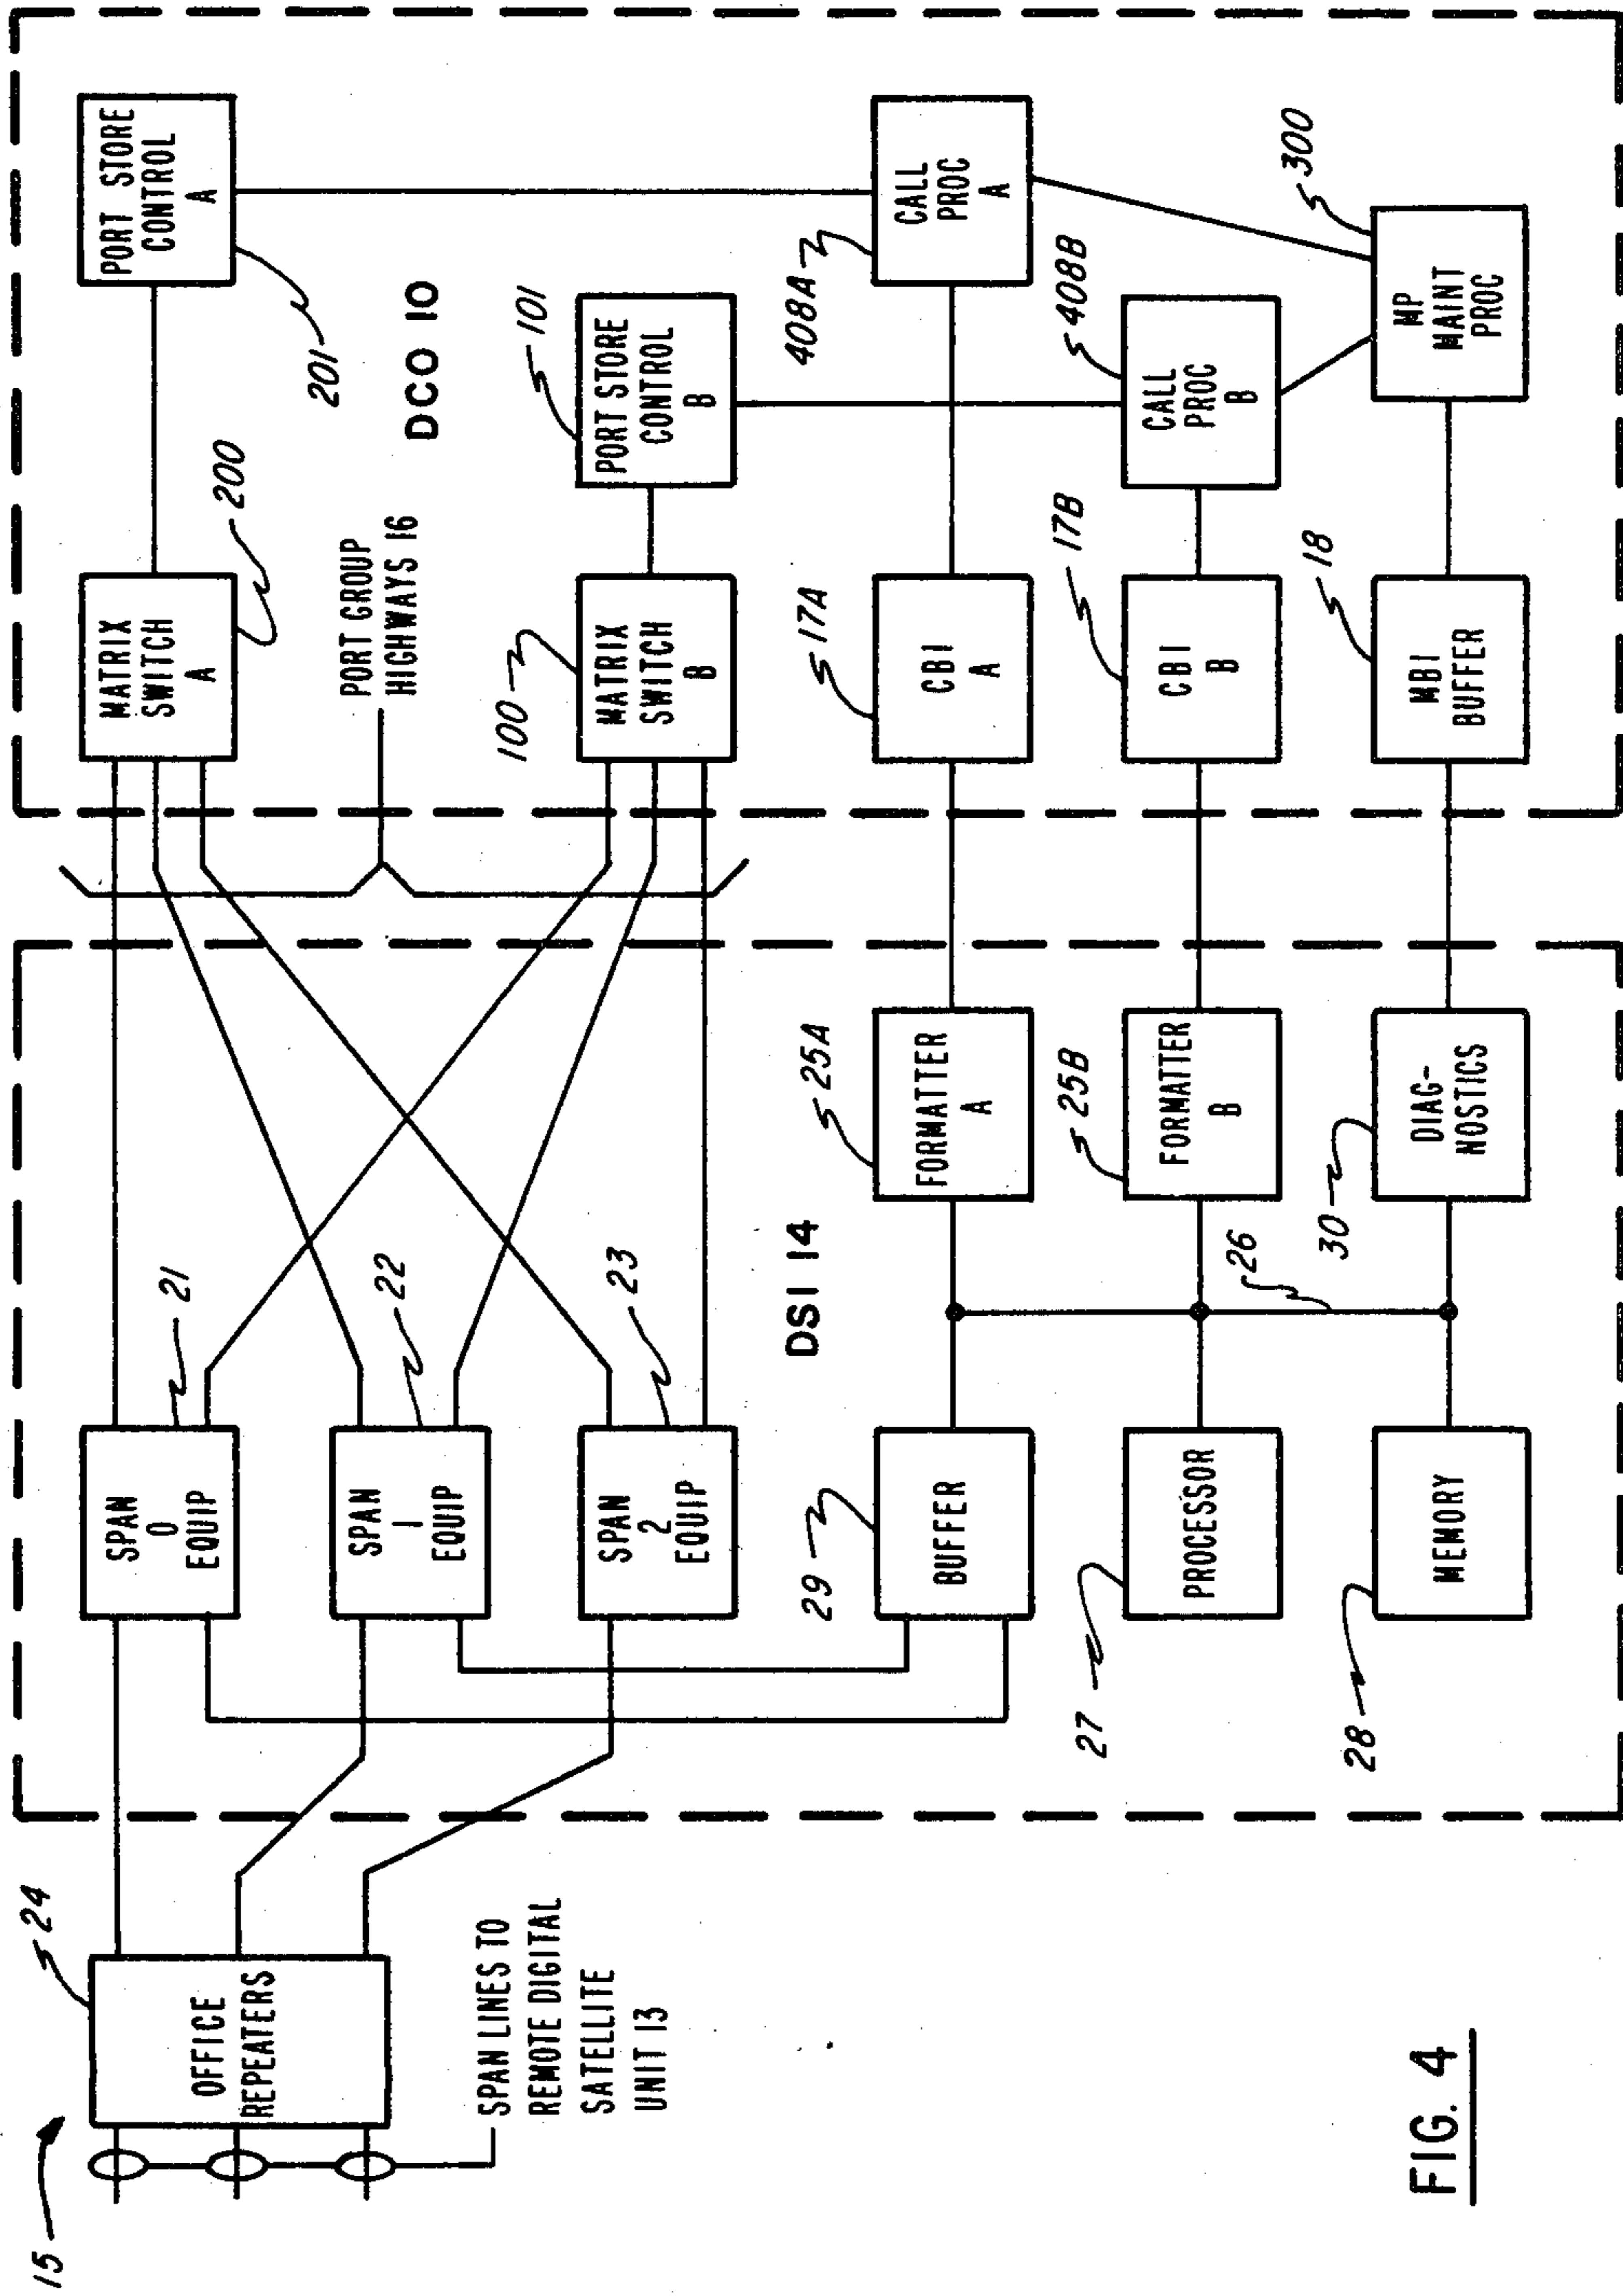 15
24
OFFICE
REPEATERS
SPAN LINES TO
REMOTE DIGITAL
SATELLITE
UNIT 13
SPAN
0
EQUIP
21
SPAN
1
EQUIP
22
SPAN
2
EQUIP
23
DSI 14
29
BUFFER
27
PROCESSOR
28
MEMORY
FORMATTER
A
25A
FORMATTER
B
25B
26
30
DIAG-
NOSTICS
PORT GROUP
HIGHWAYS 16
MATRIX
SWITCH
A
200
100
MATRIX
SWITCH
B
17A
CBI
A
17B
CBI
B
18
MBI
BUFFER
DCO 10
PORT STORE
CONTROL
A
201
101
PORT STORE
CONTROL
B
408A
CALL
PROC
A
408B
CALL
PROC
B
300
MP
MAINT
PROC
FIG. 4